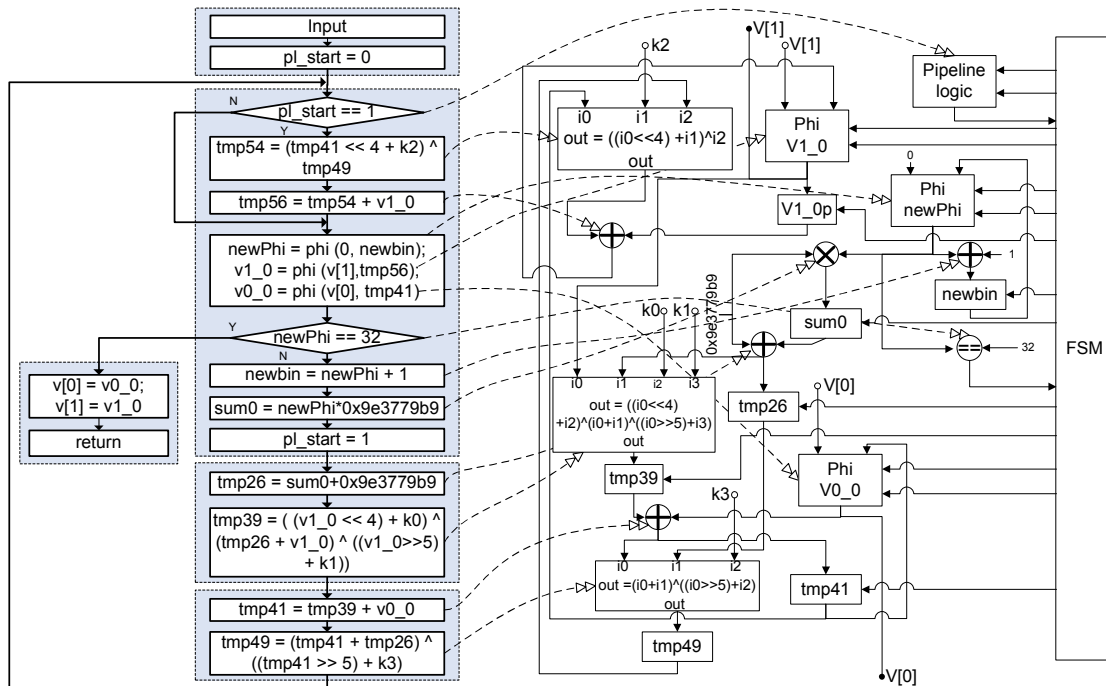 Input
pl_start = 0
N
pl_start == 1
Y
tmp54 = (tmp41 << 4 + k2) ^
tmp49
tmp56 = tmp54 + v1_0
newPhi = phi (0, newbin);
v1_0 = phi (v[1],tmp56);
v0_0 = phi (v[0], tmp41)
Y
newPhi == 32
N
newbin = newPhi + 1
sum0 = newPhi*0x9e3779b9
pl_start = 1
v[0] = v0_0;
v[1] = v1_0
return
tmp26 = sum0+0x9e3779b9
tmp39 = ( (v1_0 << 4) + k0) ^
(tmp26 + v1_0) ^ ((v1_0>>5)
+ k1))
tmp41 = tmp39 + v0_0
tmp49 = (tmp41 + tmp26) ^
((tmp41 >> 5) + k3)
k2
V[1]
V[1]
i0 i1 i2
out = ((i0<<4) +i1)^i2
out
Phi
V1_0
V1_0p
Pipeline
logic
0
Phi
newPhi
1
newbin
0x9e3779b9
sum0
==
32
FSM
k0 k1
i0 i1 i2 i3
out = ((i0<<4)
+i2)^(i0+i1)^((i0>>5)+i3)
out
tmp26
V[0]
tmp39
Phi
V0_0
k3
i0 i1 i2
out =(i0+i1)^((i0>>5)+i2)
out
tmp41
tmp49
V[0]